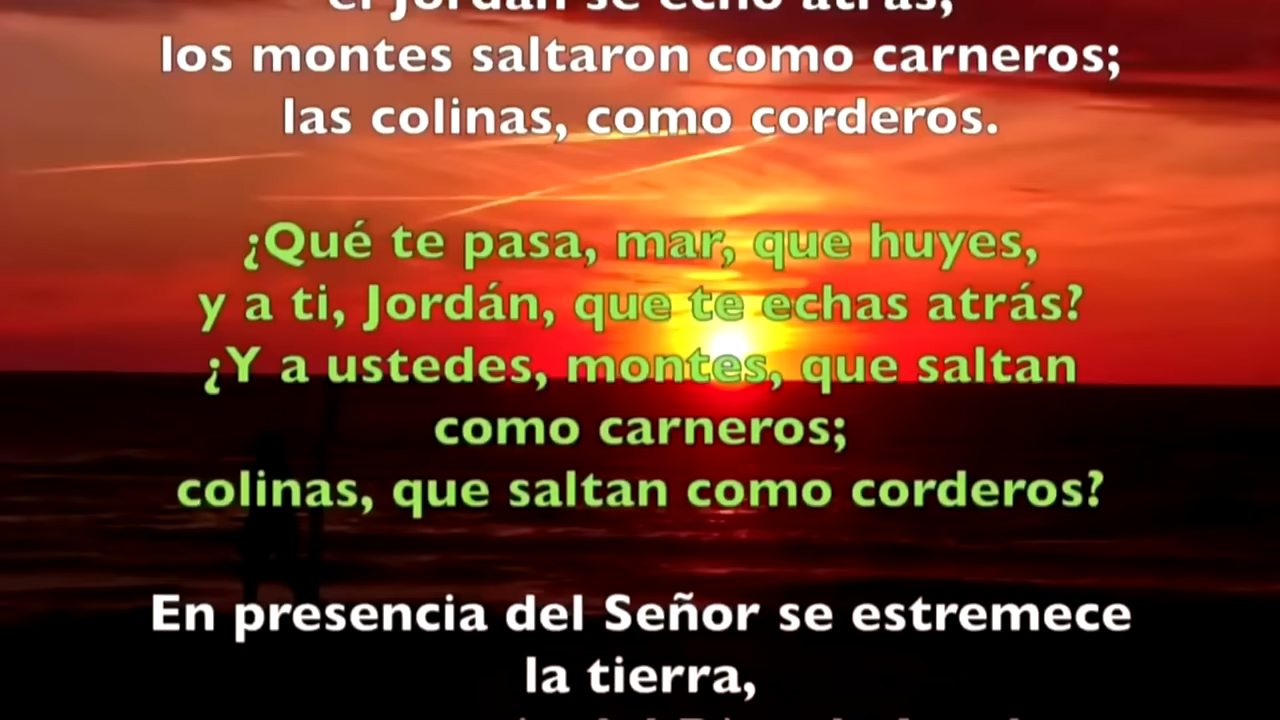 el Jordán se echó atrás,
los montes saltaron como carneros;
las colinas, como corderos.
¿Qué te pasa, mar, que huyes,
y a ti, Jordán, que te echas atrás?
¿Y a ustedes, montes, que saltan
como carneros;
colinas, que saltan como corderos?
En presencia del Señor se estremece
la tierra,